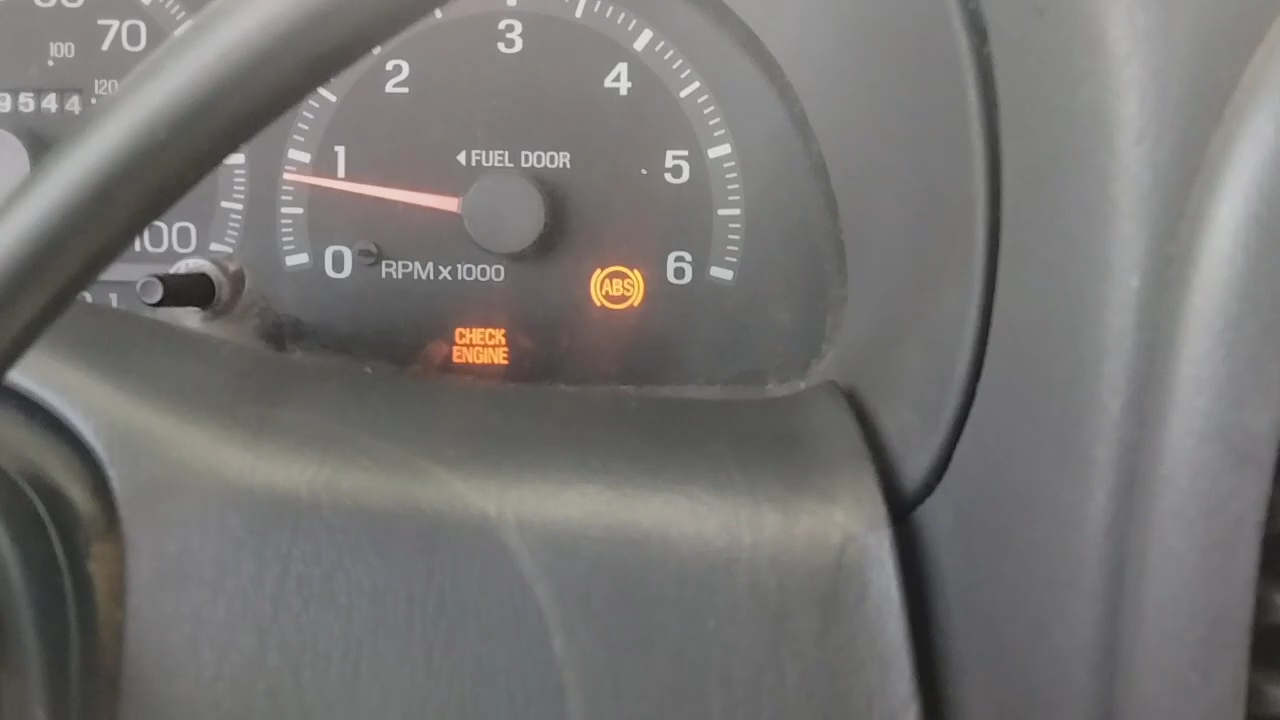 70
100
120
9544
100
0
1
2
3
4
5
6
◀FUEL DOOR
RPM x 1000
ABS
CHECK
ENGINE